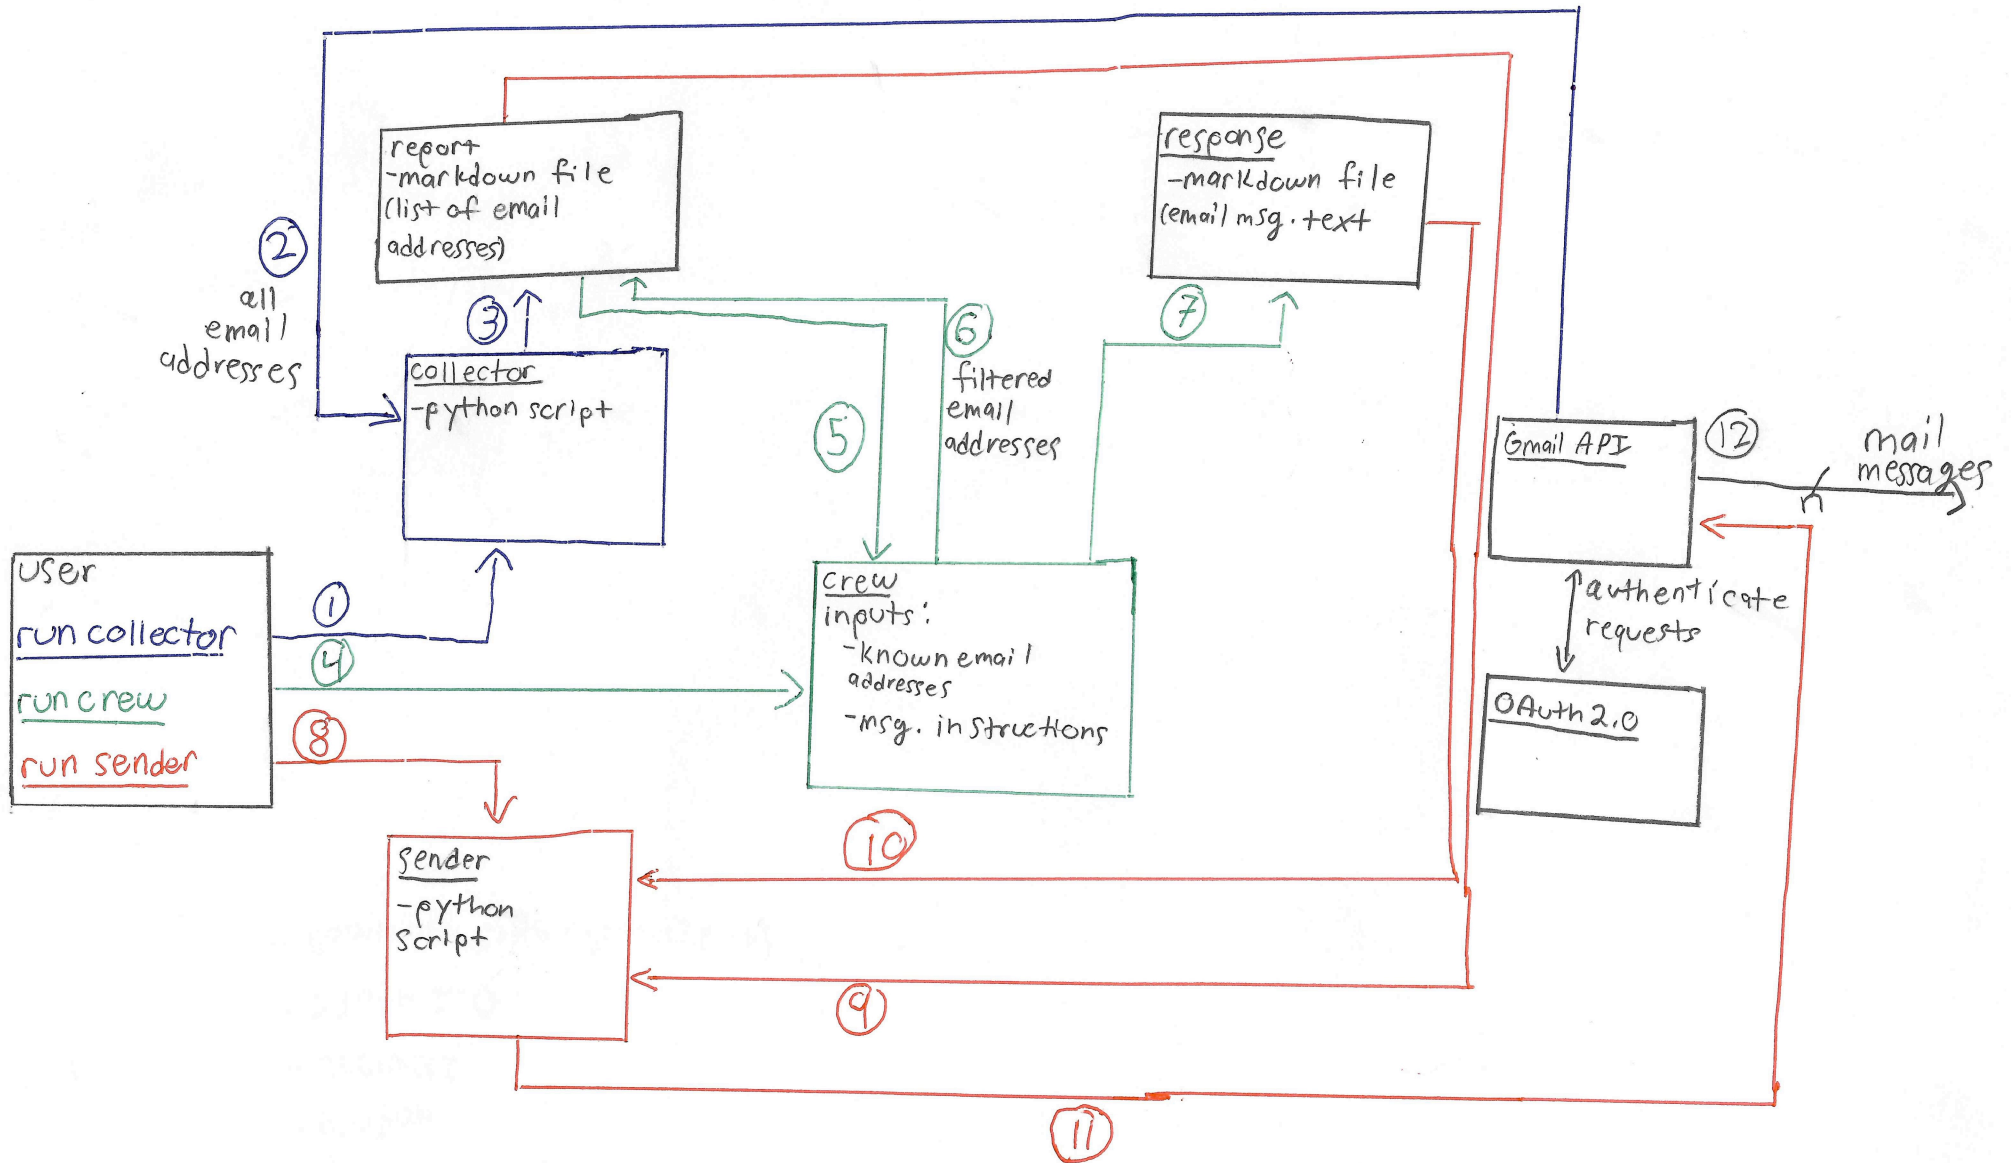 report
-markdown file
(list of email
addresses)
response
-markdown file
(email msg. text
2
all
email
addresses
3
collector
-python script
6
filtered
email
addresses
7
5
Gmail API
12
mail
messages
n
authenticate
requests
OAuth 2.0
user
run collector
run crew
run sender
1
4
8
crew
inputs:
-known email
addresses
-msg. instructions
sender
-python
script
10
9
11